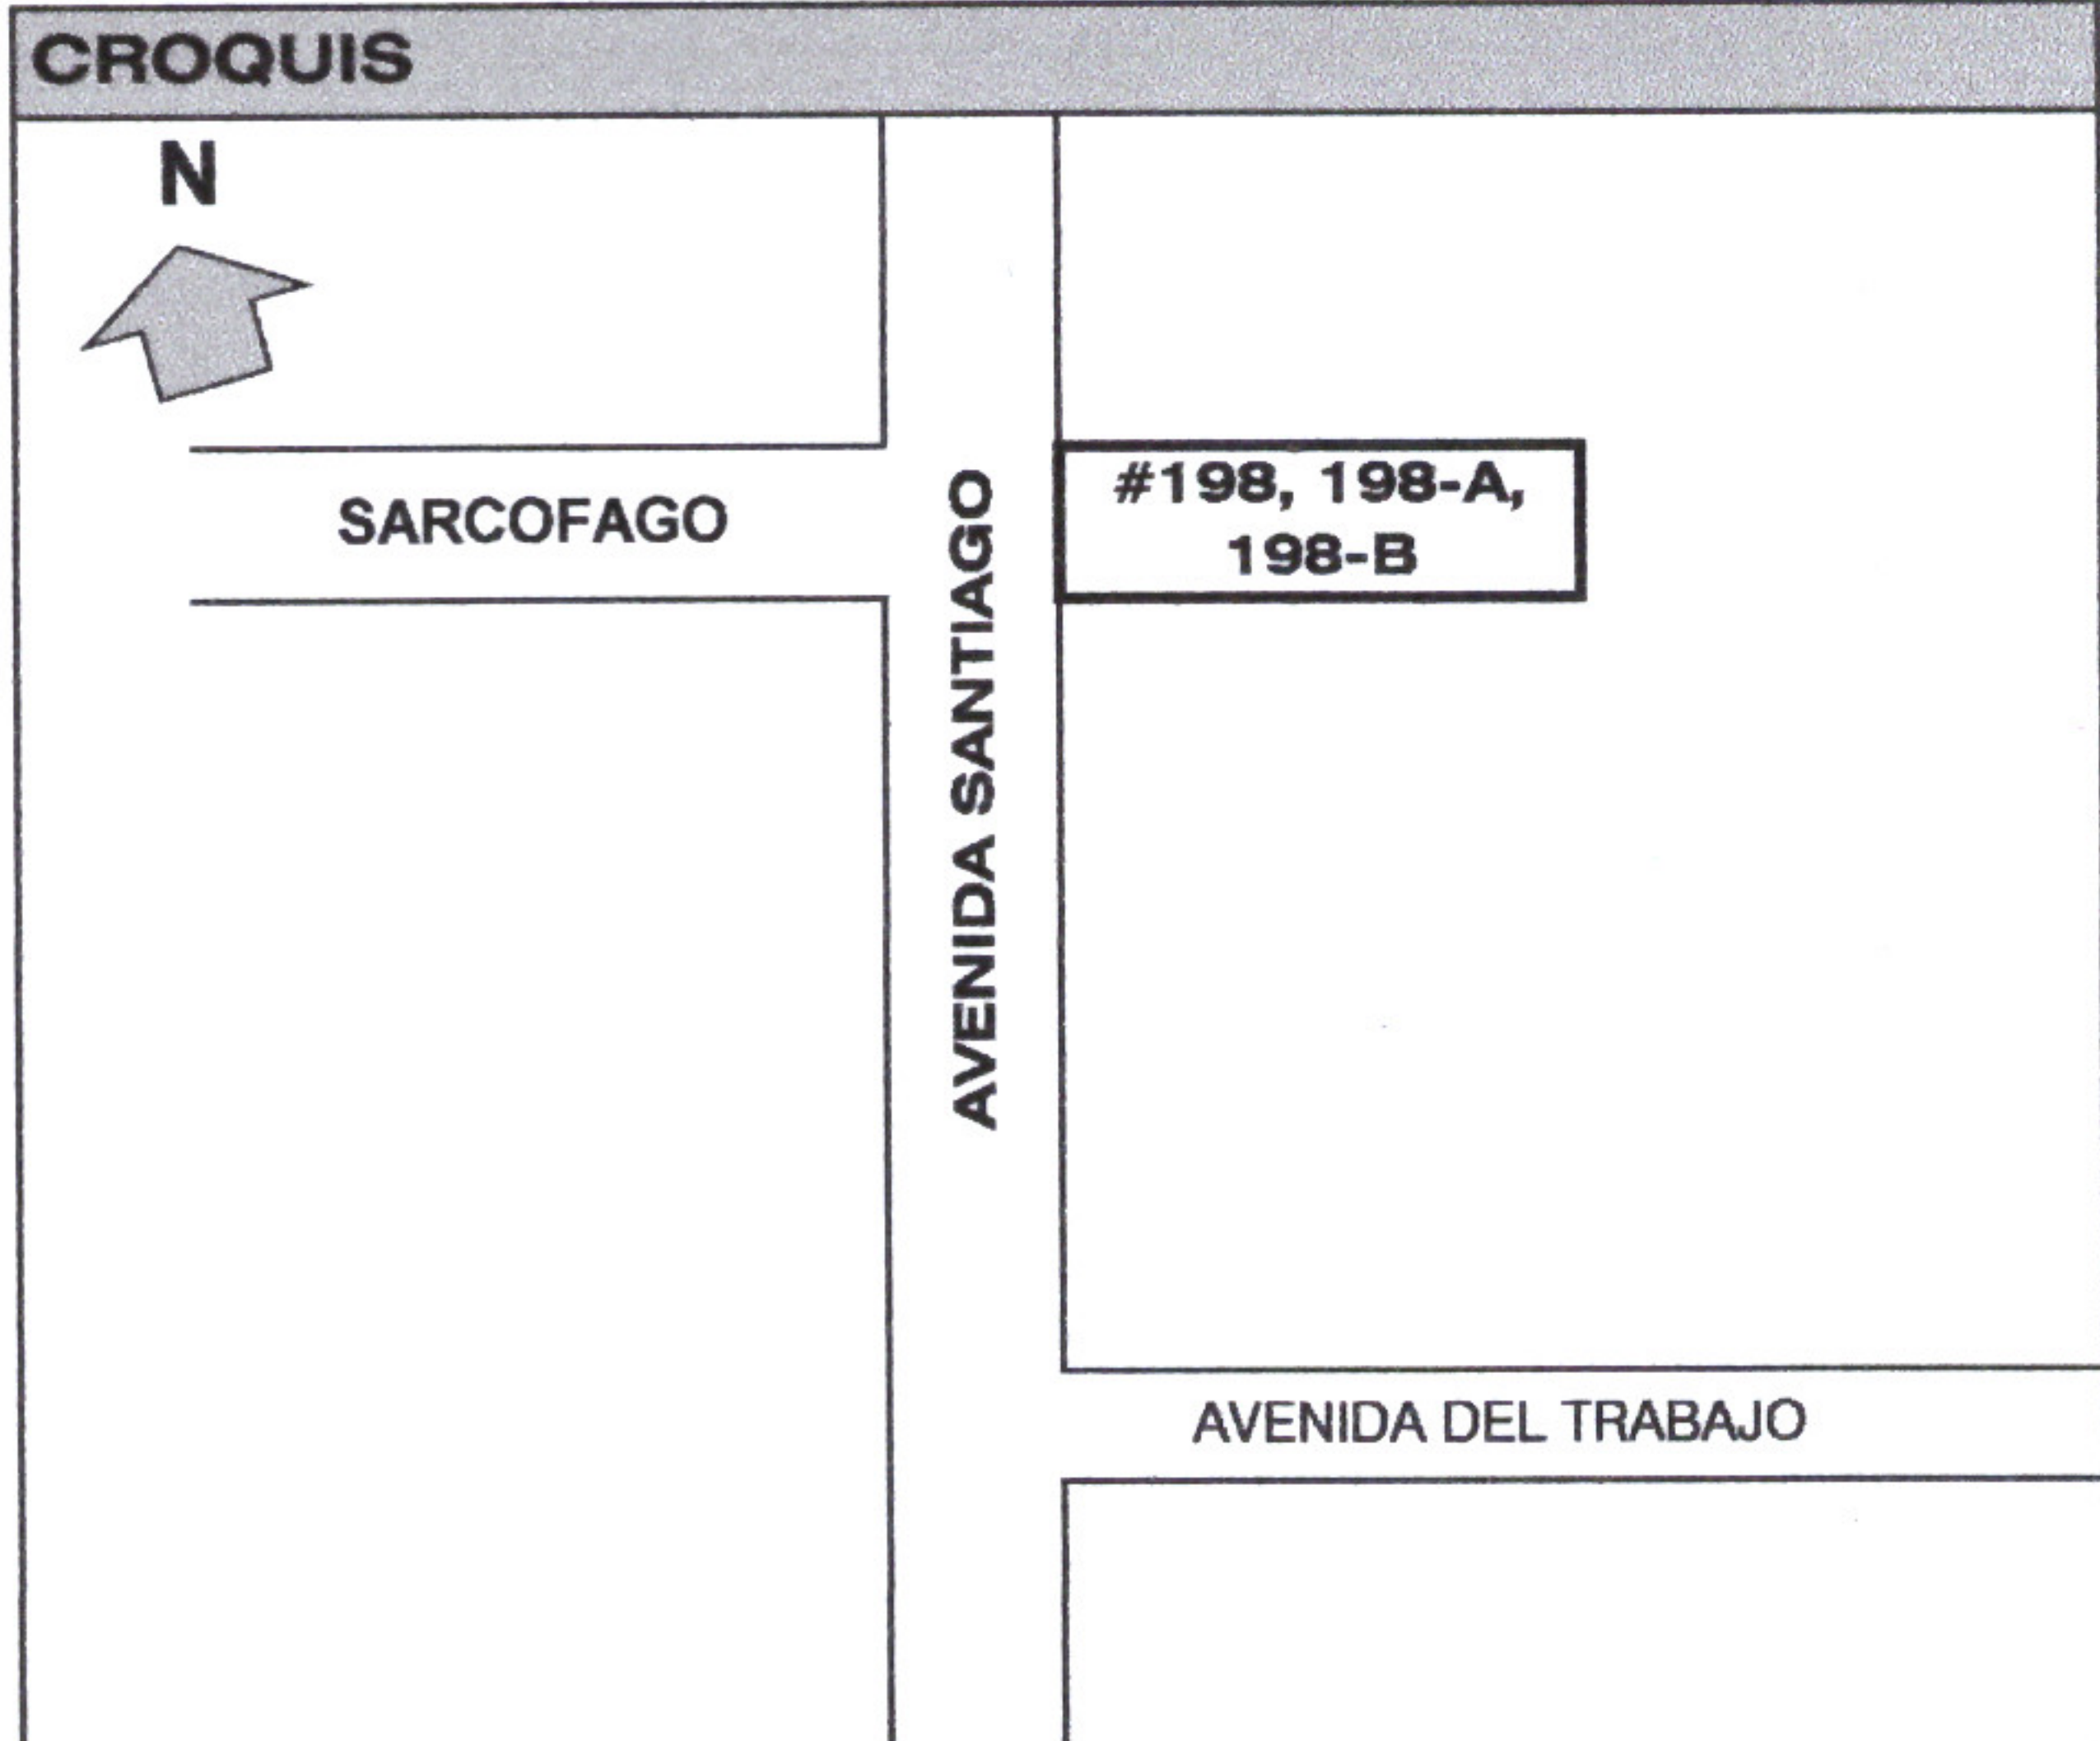 CROQUIS
N
SARCOFAGO
#198, 198-A,
198-B
AVENIDA SANTIAGO
AVENIDA DEL TRABAJO